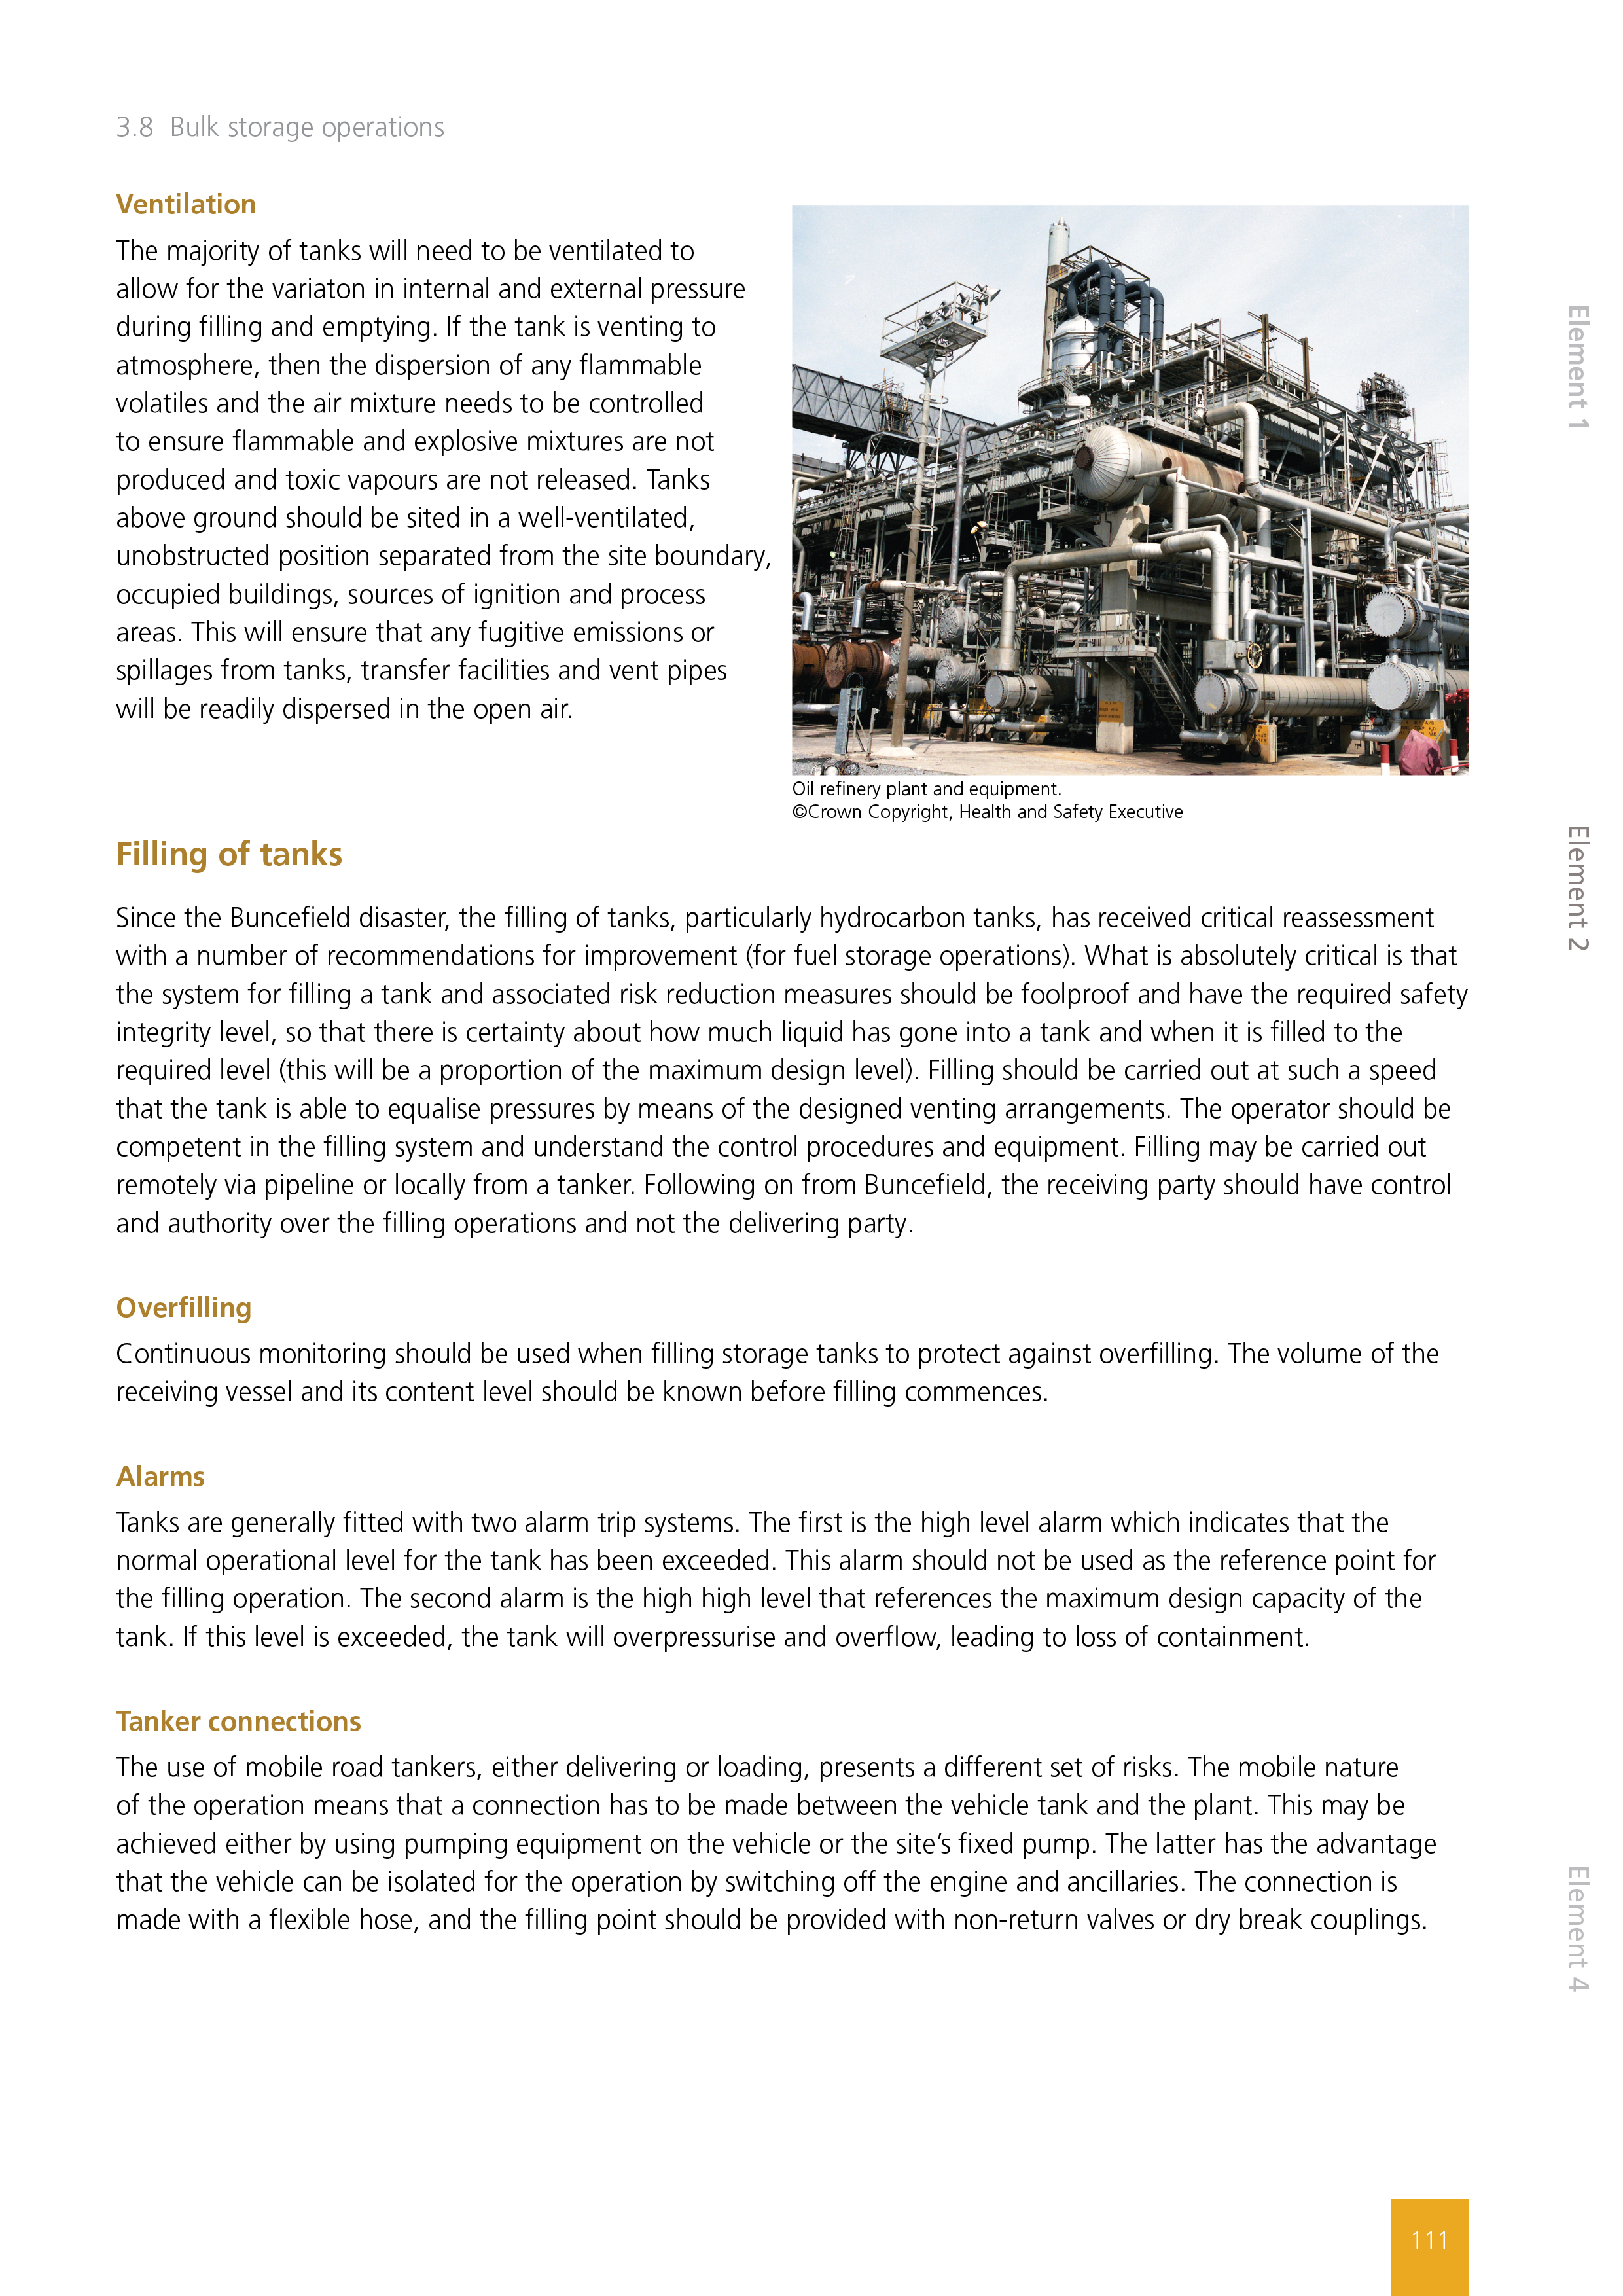 3.8 Bulk storage operations
Ventilation
The majority of tanks will need to be ventilated to
allow for the variaton in internal and external pressure
during filling and emptying. If the tank is venting to
atmosphere, then the dispersion of any flammable
volatiles and the air mixture needs to be controlled
to ensure flammable and explosive mixtures are not
produced and toxic vapours are not released. Tanks
above ground should be sited in a well-ventilated,
unobstructed position separated from the site boundary,
occupied buildings, sources of ignition and process
areas. This will ensure that any fugitive emissions or
spillages from tanks, transfer facilities and vent pipes
will be readily dispersed in the open air.
Oil refinery plant and equipment.
©Crown Copyright, Health and Safety Executive
Filling of tanks
Since the Buncefield disaster, the filling of tanks, particularly hydrocarbon tanks, has received critical reassessment
with a number of recommendations for improvement (for fuel storage operations). What is absolutely critical is that
the system for filling a tank and associated risk reduction measures should be foolproof and have the required safety
integrity level, so that there is certainty about how much liquid has gone into a tank and when it is filled to the
required level (this will be a proportion of the maximum design level). Filling should be carried out at such a speed
that the tank is able to equalise pressures by means of the designed venting arrangements. The operator should be
competent in the filling system and understand the control procedures and equipment. Filling may be carried out
remotely via pipeline or locally from a tanker. Following on from Buncefield, the receiving party should have control
and authority over the filling operations and not the delivering party.
Overfilling
Continuous monitoring should be used when filling storage tanks to protect against overfilling. The volume of the
receiving vessel and its content level should be known before filling commences.
Alarms
Tanks are generally fitted with two alarm trip systems. The first is the high level alarm which indicates that the
normal operational level for the tank has been exceeded. This alarm should not be used as the reference point for
the filling operation. The second alarm is the high high level that references the maximum design capacity of the
tank. If this level is exceeded, the tank will overpressurise and overflow, leading to loss of containment.
Tanker connections
The use of mobile road tankers, either delivering or loading, presents a different set of risks. The mobile nature
of the operation means that a connection has to be made between the vehicle tank and the plant. This may be
achieved either by using pumping equipment on the vehicle or the site’s fixed pump. The latter has the advantage
that the vehicle can be isolated for the operation by switching off the engine and ancillaries. The connection is
made with a flexible hose, and the filling point should be provided with non-return valves or dry break couplings.
Element 1
Element 2
Element 4
111